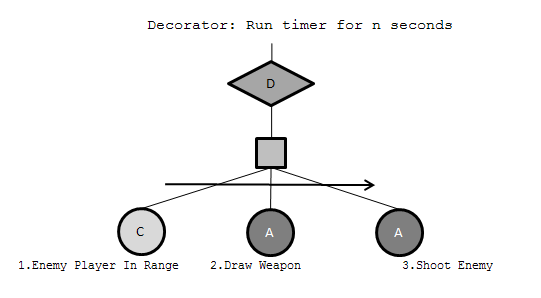 Decorator: Run timer for n seconds
D
C
A
A
1.Enemy Player In Range
2.Draw Weapon
3.Shoot Enemy